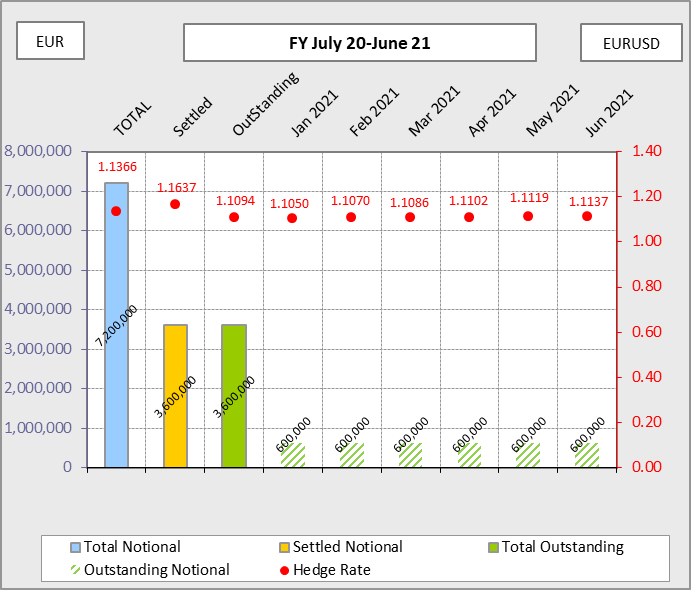 EUR
FY July 20-June 21
EURUSD
TOTAL
Settled
OutStanding
Jan 2021
Feb 2021
Mar 2021
Apr 2021
May 2021
Jun 2021
8,000,000
7,000,000
6,000,000
5,000,000
4,000,000
3,000,000
2,000,000
1,000,000
0
1.1366
1.1637
1.1094
1.1050
1.1070
1.1086
1.1102
1.1119
1.1137
7,200,000
3,600,000
3,600,000
600,000
600,000
600,000
600,000
600,000
600,000
1.40
1.20
1.00
0.80
0.60
0.40
0.20
0.00
Total Notional
Settled Notional
Total Outstanding
Outstanding Notional
Hedge Rate